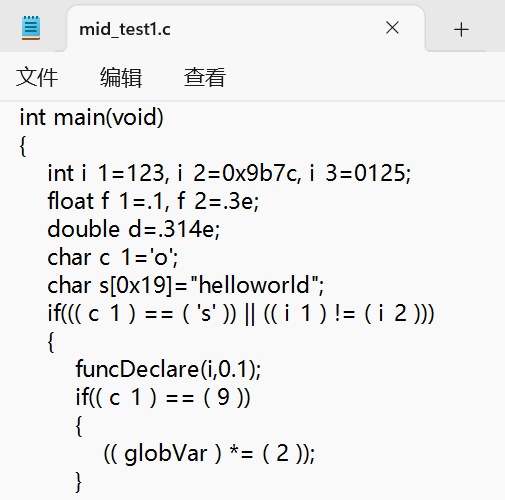 mid_test1.c
文件 编辑 查看
int main(void)
{
int i 1=123, i 2=0x9b7c, i 3=0125;
float f 1=.1, f 2=.3e;
double d=.314e;
char c 1='o';
char s[0x19]="helloworld";
if((( c 1 ) == ( 's' )) || (( i 1 ) != ( i 2 )))
{
funcDeclare(i,0.1);
if(( c 1 ) == ( 9 ))
{
(( globVar ) *= ( 2 ));
}